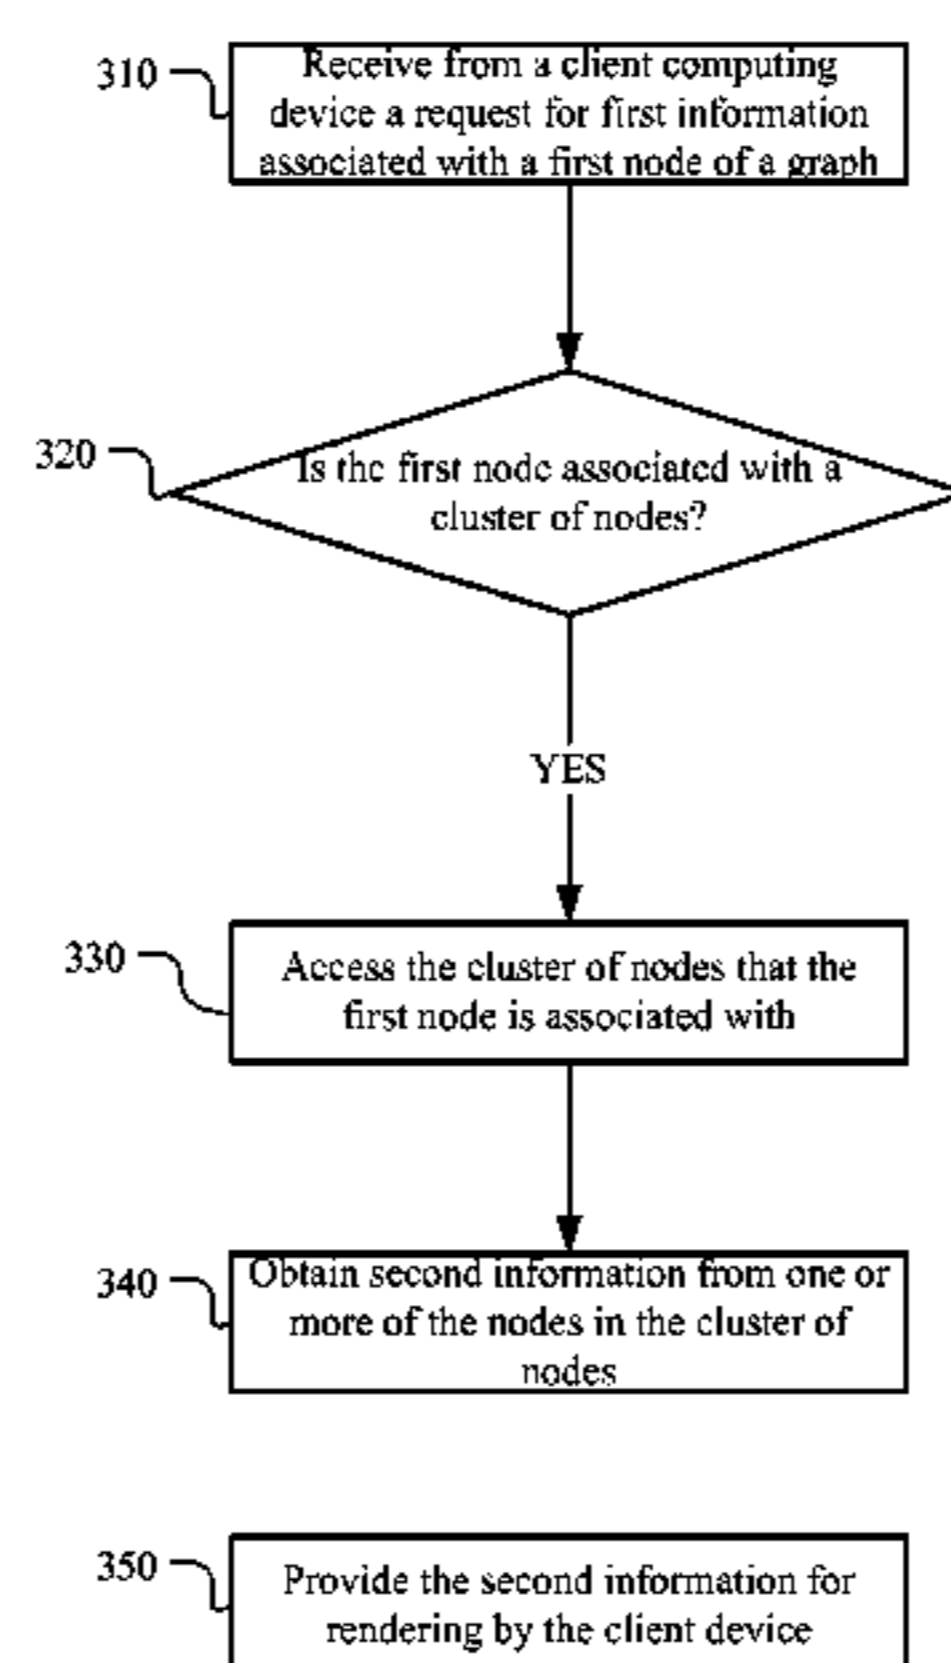 310
Receive from a client computing
device a request for first information
associated with a first node of a graph
320
Is the first node associated with a
cluster of nodes?
YES
330
Access the cluster of nodes that the
first node is associated with
340
Obtain second information from one or
more of the nodes in the cluster of
nodes
350
Provide the second information for
rendering by the client device